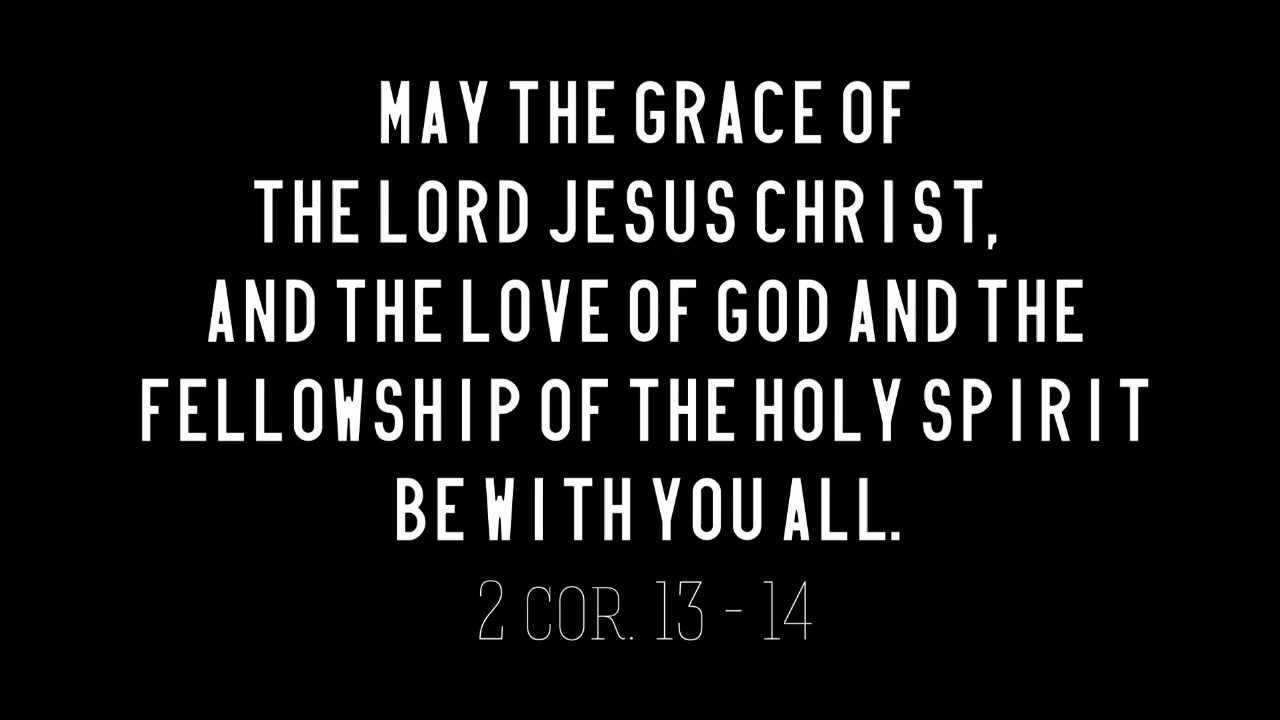 MAY THE GRACE OF
THE LORD JESUS CHRIST,
AND THE LOVE OF GOD AND THE
FELLOWSHIP OF THE HOLY SPIRIT
BE WITH YOU ALL.
2 COR. 13 - 14